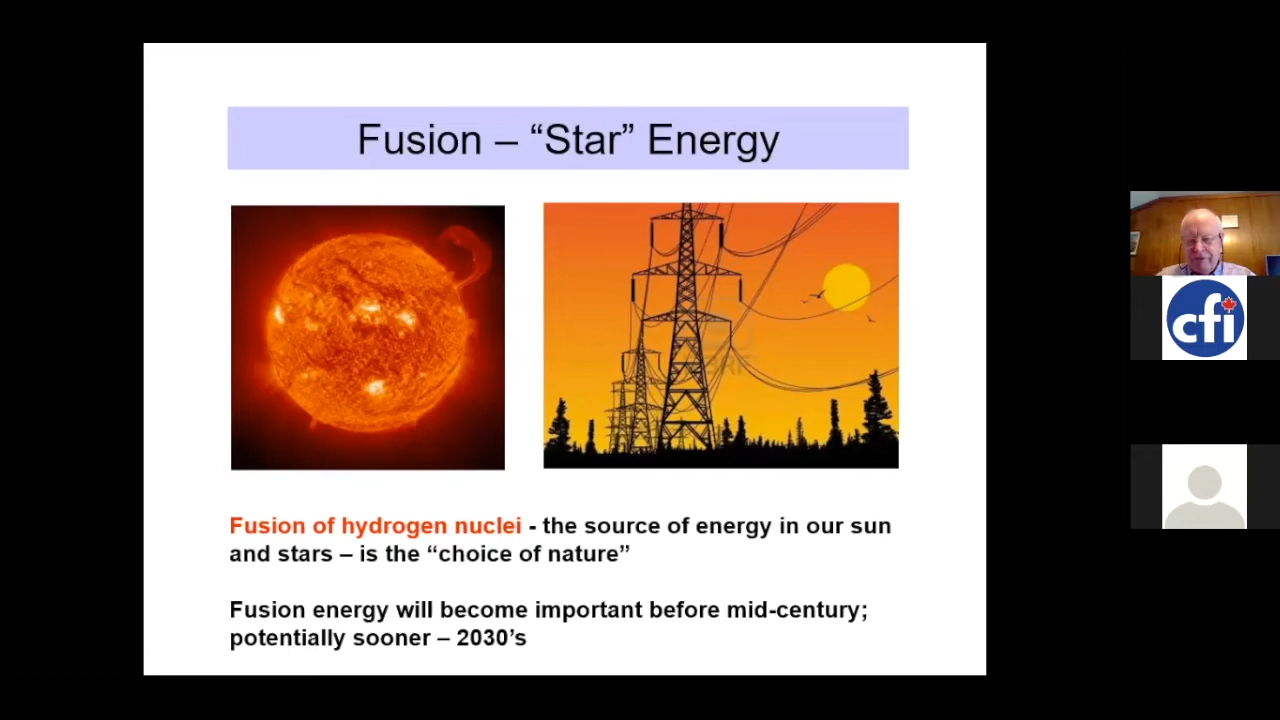 Fusion – “Star” Energy
Fusion of hydrogen nuclei - the source of energy in our sun
and stars – is the “choice of nature”
Fusion energy will become important before mid-century;
potentially sooner – 2030’s
cfi